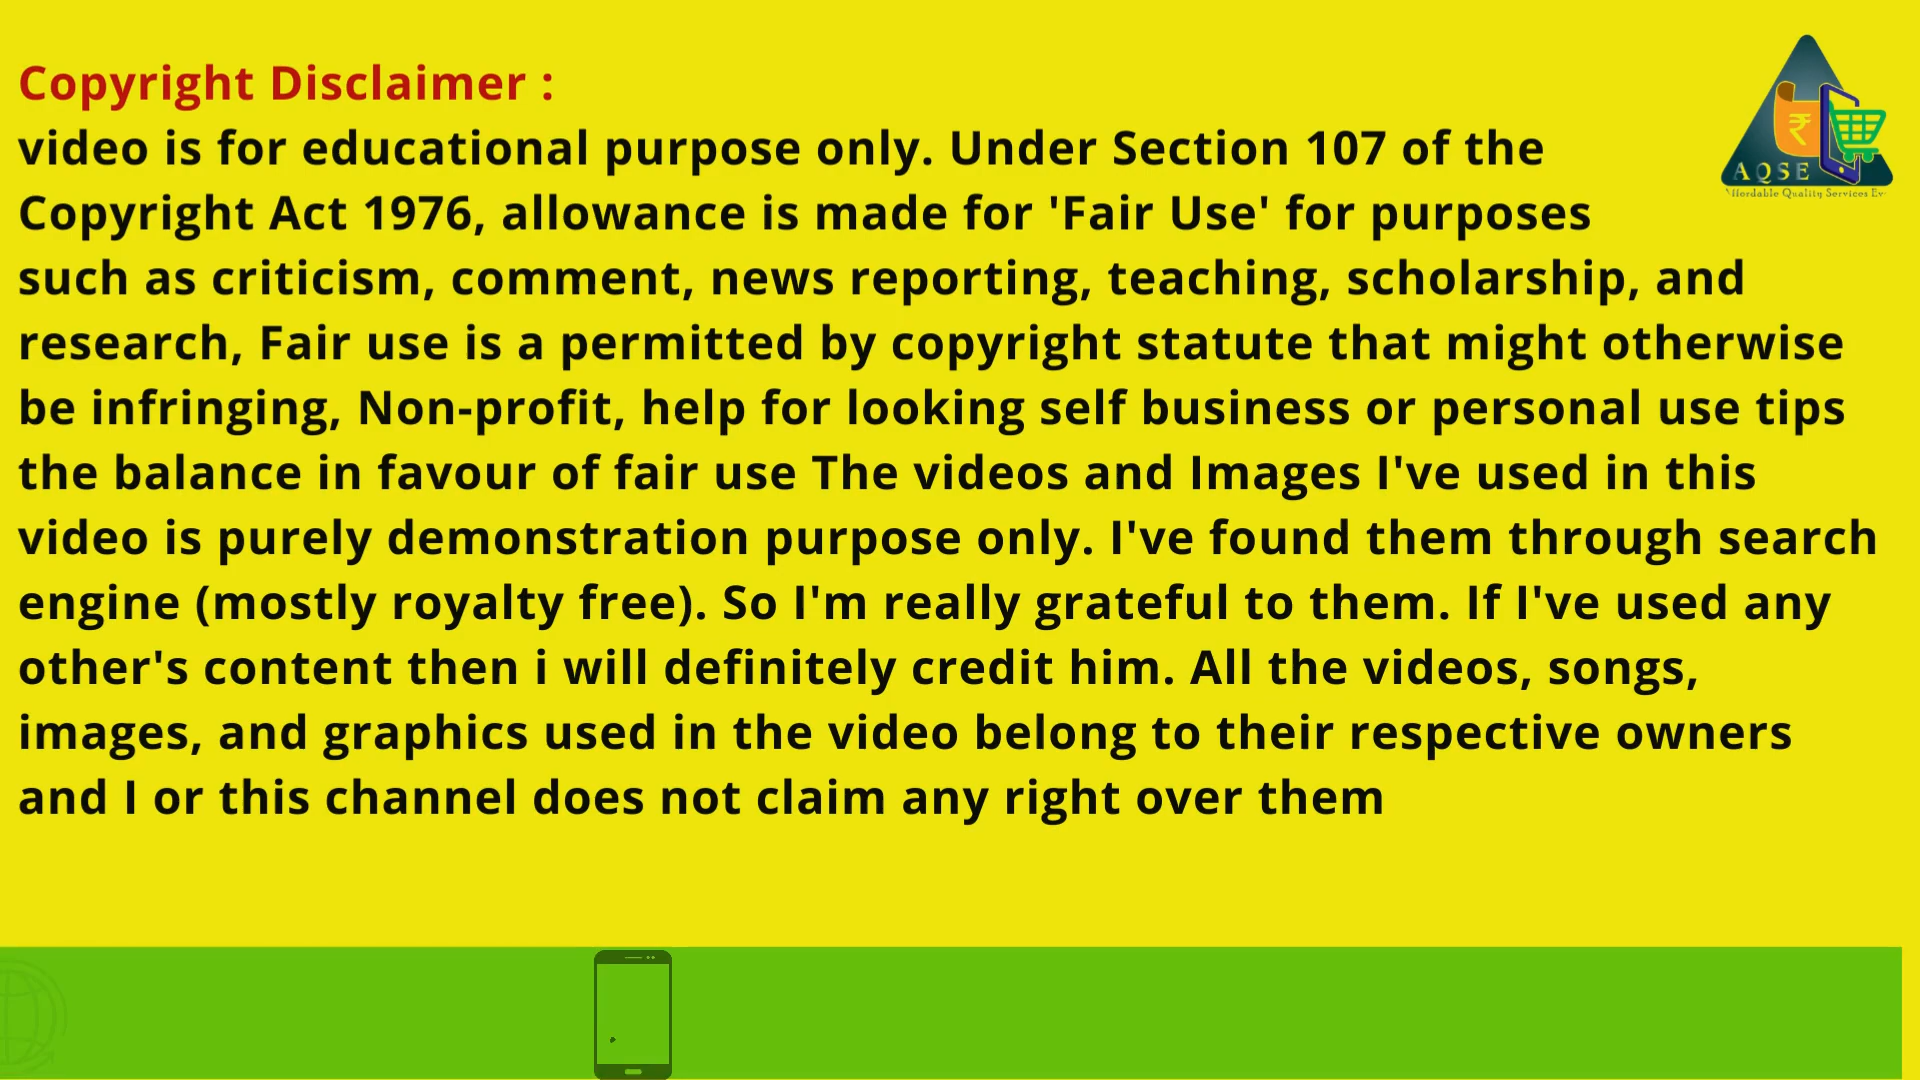 Copyright Disclaimer :
video is for educational purpose only. Under Section 107 of the
Copyright Act 1976, allowance is made for 'Fair Use' for purposes
such as criticism, comment, news reporting, teaching, scholarship, and
research, Fair use is a permitted by copyright statute that might otherwise
be infringing, Non-profit, help for looking self business or personal use tips
the balance in favour of fair use The videos and Images I've used in this
video is purely demonstration purpose only. I've found them through search
engine (mostly royalty free). So I'm really grateful to them. If I've used any
other's content then i will definitely credit him. All the videos, songs,
images, and graphics used in the video belong to their respective owners
and I or this channel does not claim any right over them
₹
AQSE
Quality Services